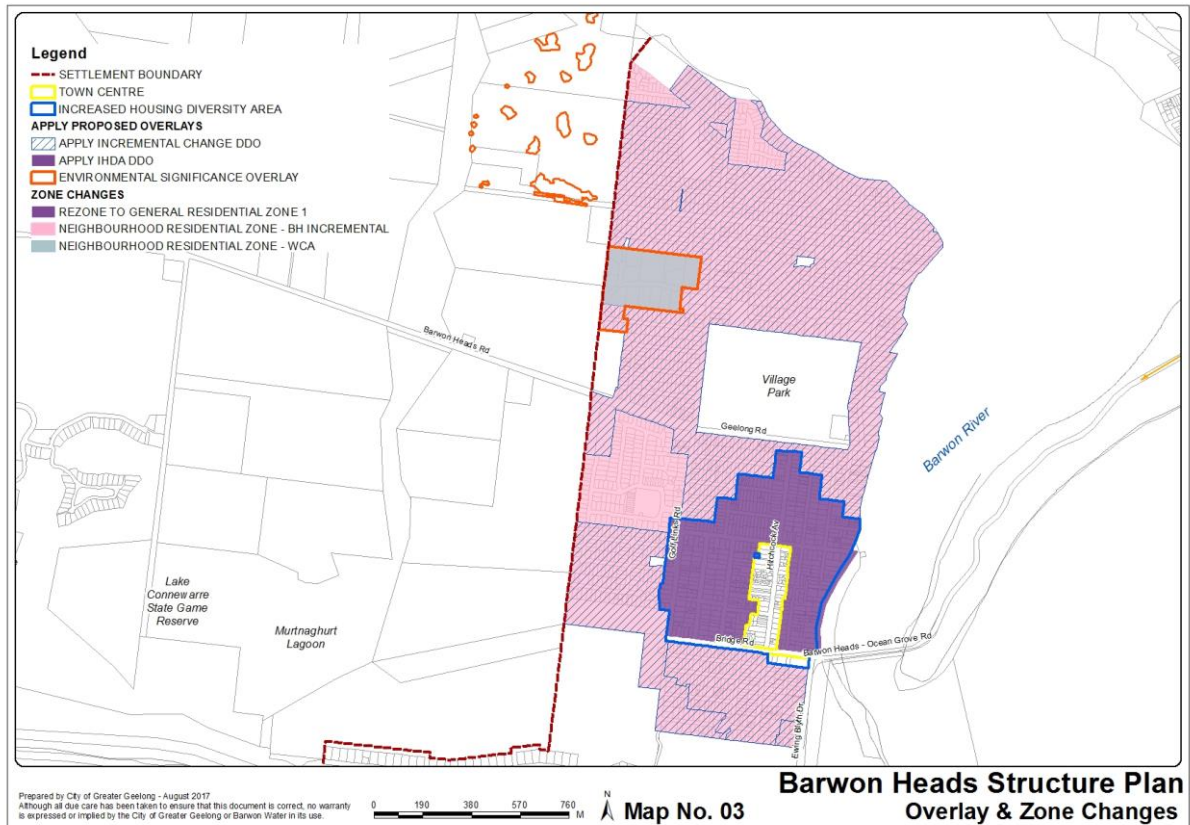 Legend
SETTLEMENT BOUNDARY
TOWN CENTRE
INCREASED HOUSING DIVERSITY AREA
APPLY PROPOSED OVERLAYS
APPLY INCREMENTAL CHANGE DDO
APPLY IHDA DDO
ENVIRONMENTAL SIGNIFICANCE OVERLAY
ZONE CHANGES
REZONE TO GENERAL RESIDENTIAL ZONE 1
NEIGHBOURHOOD RESIDENTIAL ZONE - BH INCREMENTAL
NEIGHBOURHOOD RESIDENTIAL ZONE - WCA
Barwon Heads Rd
Village
Park
Geelong Rd
Barwon River
Golf Links Rd
Hitchcock Av
Lake
Connewarre
State Game
Reserve
Murtnaghurt
Lagoon
Bridge Rd
Barwon Heads - Ocean Grove Rd
Ewing Blyth Dr
Prepared by City of Greater Geelong - August 2017
Although all due care has been taken to ensure that this document is correct, no warranty
is expressed or implied by the City of Greater Geelong or Barwon Water in its use.
0 190 380 570 760
M
N
Map No. 03
Barwon Heads Structure Plan
Overlay & Zone Changes